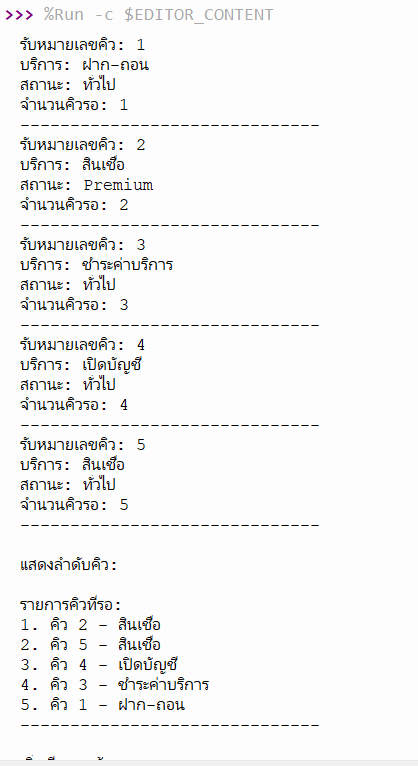 >>> %Run -c $EDITOR_CONTENT
รับหมายเลขคิว: 1
บริการ: ฝาก-ถอน
สถานะ: ทั่วไป
จำนวนคิวรอ: 1
------------------------------
รับหมายเลขคิว: 2
บริการ: สินเชื่อ
สถานะ: Premium
จำนวนคิวรอ: 2
------------------------------
รับหมายเลขคิว: 3
บริการ: ชำระค่าบริการ
สถานะ: ทั่วไป
จำนวนคิวรอ: 3
------------------------------
รับหมายเลขคิว: 4
บริการ: เปิดบัญชี
สถานะ: ทั่วไป
จำนวนคิวรอ: 4
------------------------------
รับหมายเลขคิว: 5
บริการ: สินเชื่อ
สถานะ: ทั่วไป
จำนวนคิวรอ: 5
------------------------------
แสดงลำดับคิว:
รายการคิวที่รอ:
1. คิว 2 - สินเชื่อ
2. คิว 5 - สินเชื่อ
3. คิว 4 - เปิดบัญชี
4. คิว 3 - ชำระค่าบริการ
5. คิว 1 - ฝาก-ถอน
------------------------------